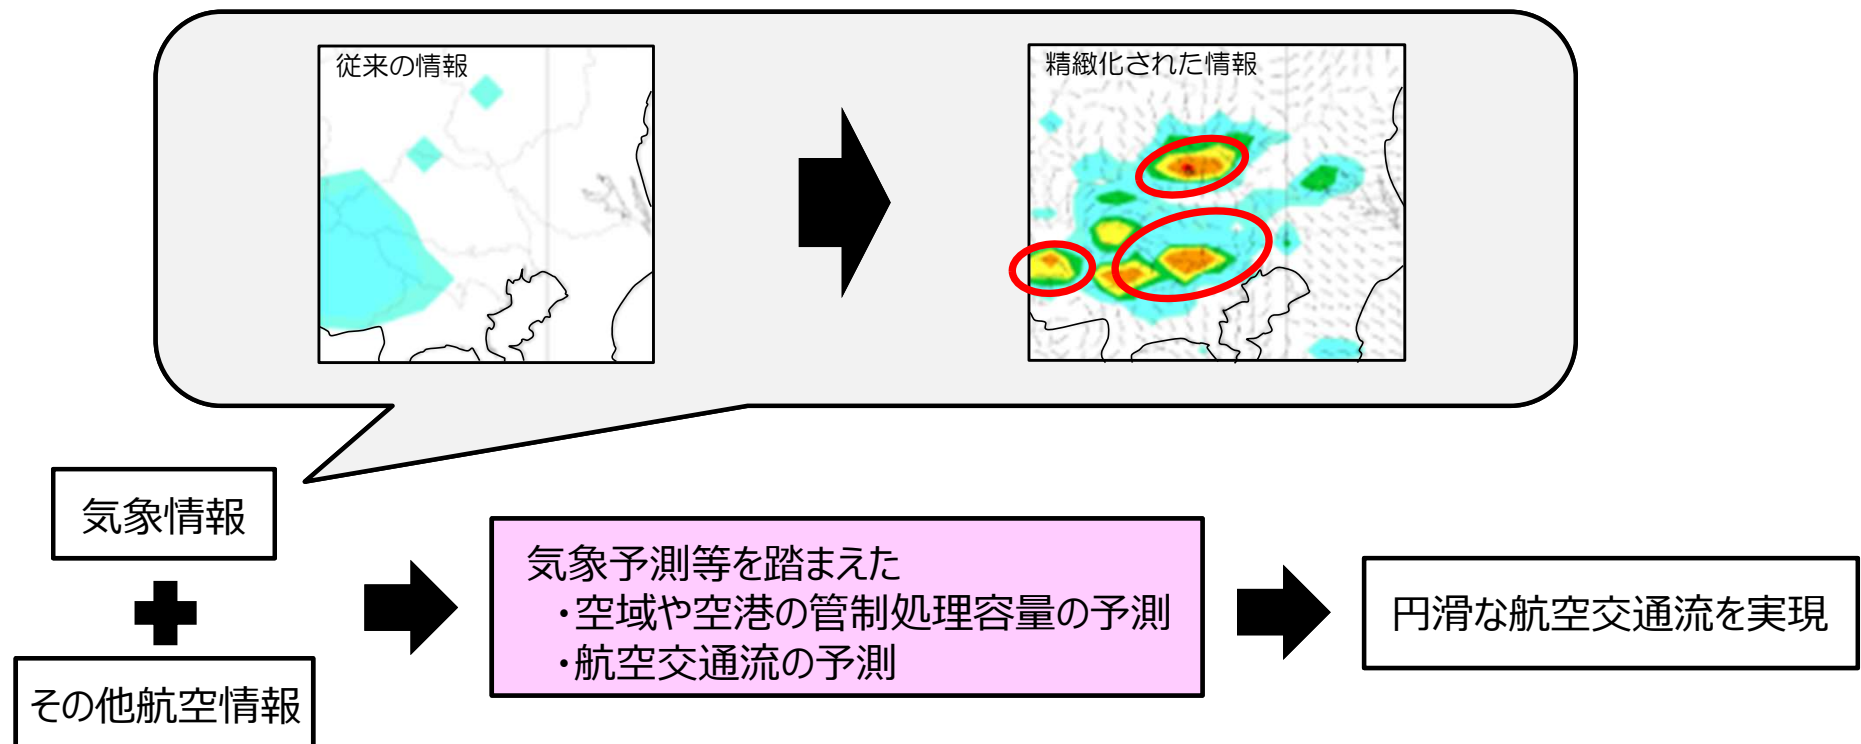 従来の情報
精緻化された情報
気象情報
その他航空情報
気象予測等を踏まえた
・空域や空港の管制処理容量の予測
・航空交通流の予測
円滑な航空交通流を実現